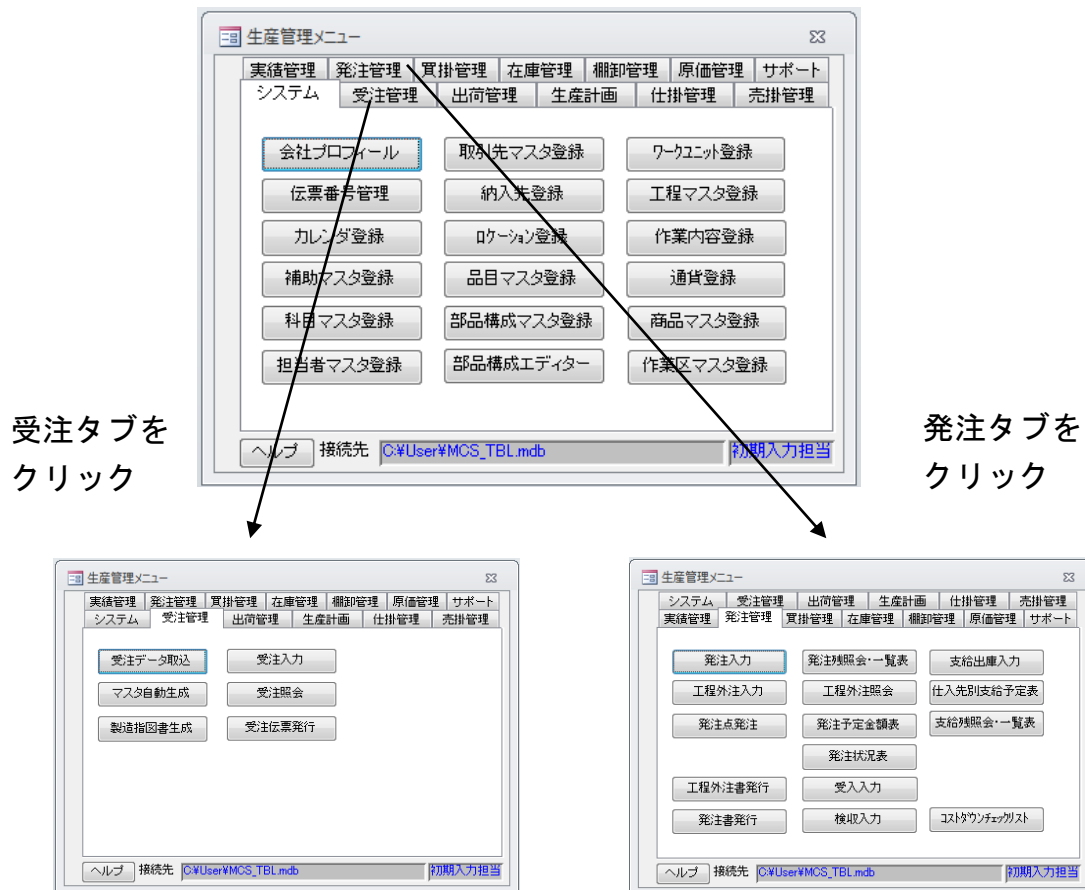 生産管理メニュー
実績管理 発注管理 買掛管理 在庫管理 棚卸管理 原価管理 サポート
システム 受注管理 出荷管理 生産計画 仕掛管理 売掛管理
会社プロフィール 取引先マスタ登録 ワークユニット登録
伝票番号管理 納入先登録 工程マスタ登録
カレンダ登録 ロケーション登録 作業内容登録
補助マスタ登録 品目マスタ登録 通貨登録
科目マスタ登録 部品構成マスタ登録 商品マスタ登録
担当者マスタ登録 部品構成エディター 作業区マスタ登録
ヘルプ 接続先 C:¥User¥MCS_TBL.mdb 初期入力担当
受注タブを
クリック
発注タブを
クリック
生産管理メニュー
実績管理 発注管理 買掛管理 在庫管理 棚卸管理 原価管理 サポート
システム 受注管理 出荷管理 生産計画 仕掛管理 売掛管理
受注データ取込 受注入力
マスタ自動生成 受注照会
製造指図書生成 受注伝票発行
ヘルプ 接続先 C:¥User¥MCS_TBL.mdb 初期入力担当
生産管理メニュー
システム 受注管理 出荷管理 生産計画 仕掛管理 売掛管理
実績管理 発注管理 買掛管理 在庫管理 棚卸管理 原価管理 サポート
発注入力 発注残照会・一覧表 支給出庫入力
工程外注入力 工程外注照会 仕入先別支給予定表
発注点発注 発注予定金額表 支給残照会・一覧表
発注状況表
工程外注書発行 受入入力
発注書発行 検収入力 コストダウンチェックリスト
ヘルプ 接続先 C:¥User¥MCS_TBL.mdb 初期入力担当